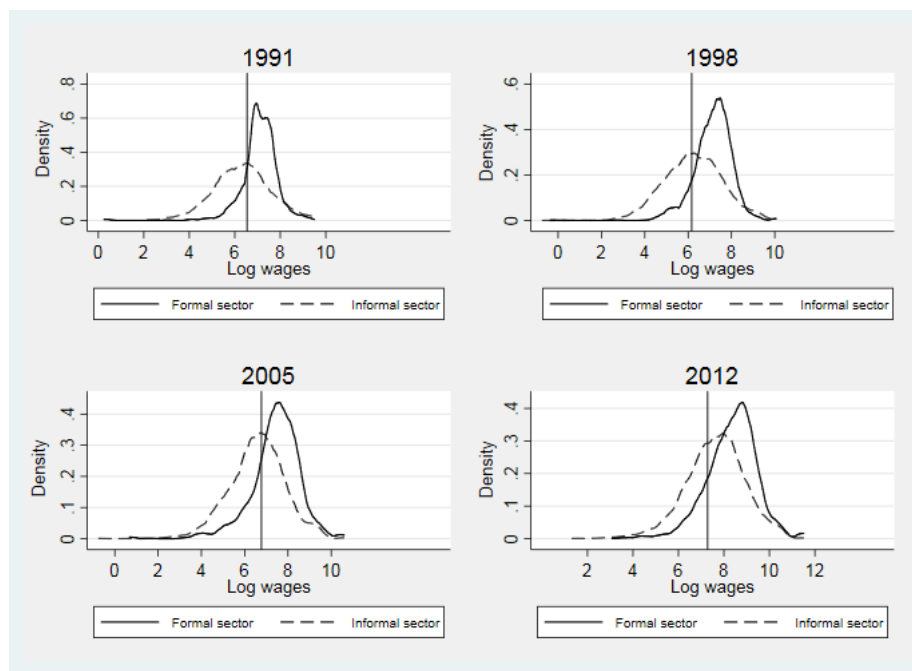 1991
Density
0 .2 .4 .6 .8
0 2 4 6 8 10
Log wages
Formal sector Informal sector
1998
Density
0 .2 .4 .6
0 2 4 6 8 10
Log wages
Formal sector Informal sector
2005
Density
0 .1 .2 .3 .4
0 2 4 6 8 10
Log wages
Formal sector Informal sector
2012
Density
0 .1 .2 .3 .4
2 4 6 8 10 12
Log wages
Formal sector Informal sector